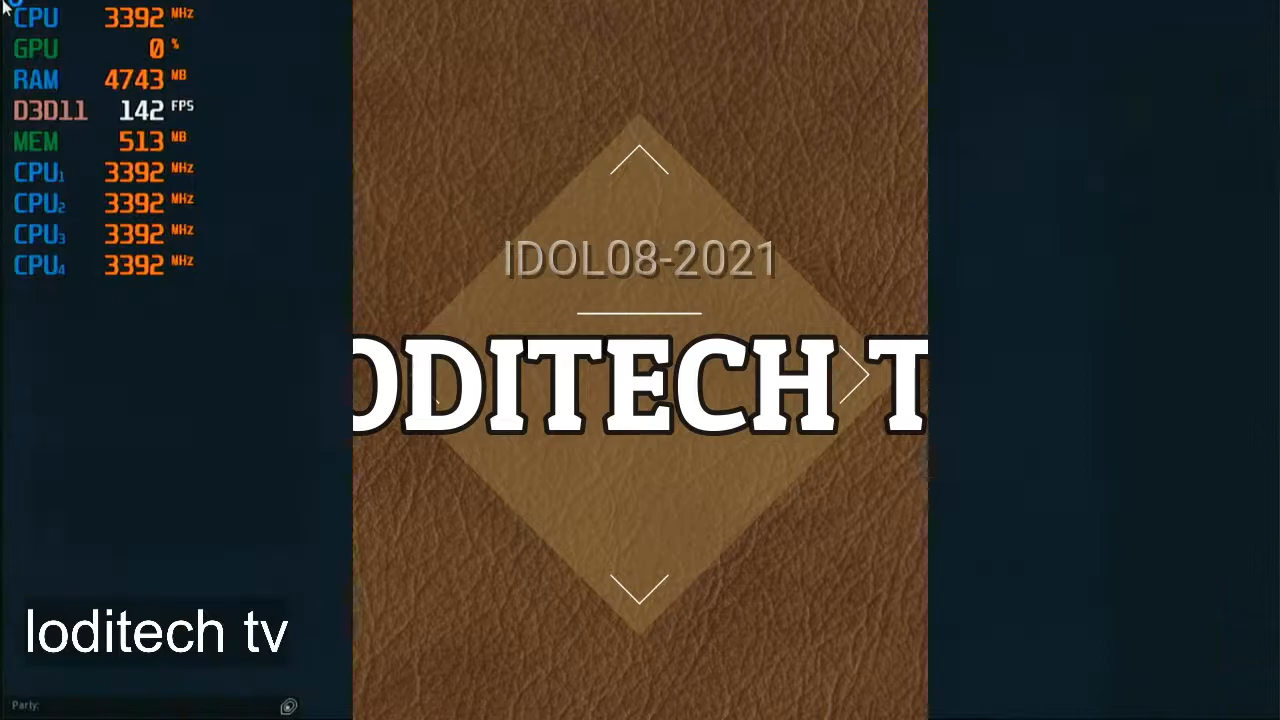 CPU 3392 MHz
GPU 0 %
RAM 4743 MB
D3D11 142 FPS
MEM 513 MB
CPU1 3392 MHz
CPU2 3392 MHz
CPU3 3392 MHz
CPU4 3392 MHz
IDOL08-2021
ODITECH T
loditech tv
Party: